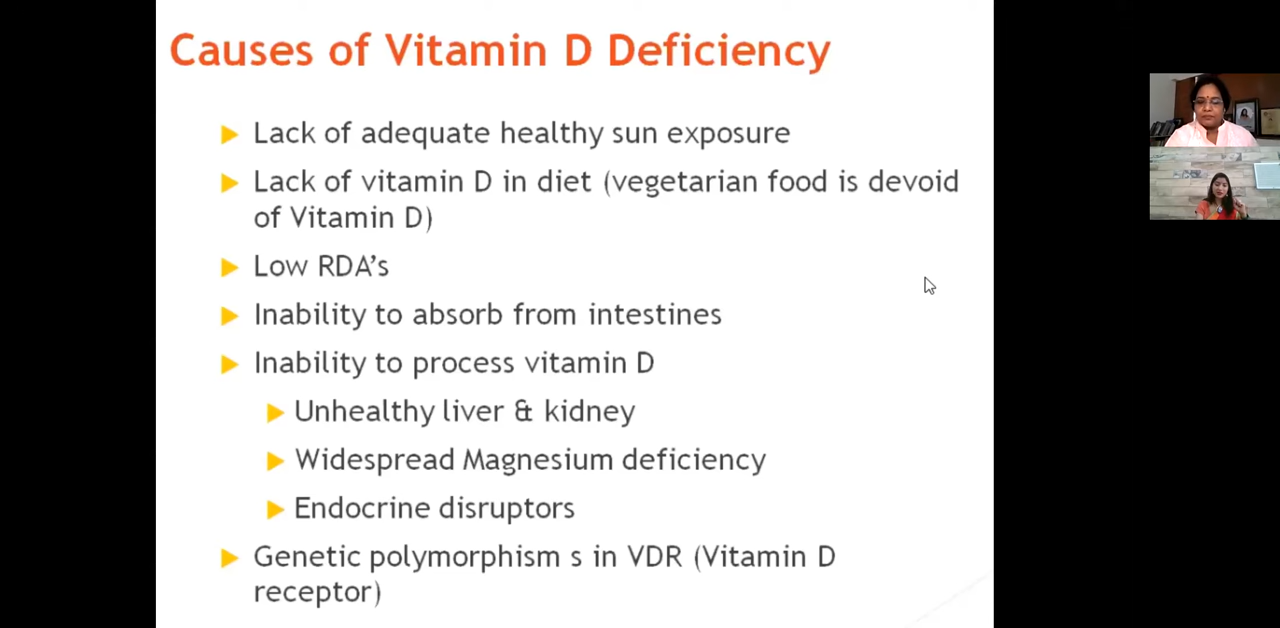 Causes of Vitamin D Deficiency
Lack of adequate healthy sun exposure
Lack of vitamin D in diet (vegetarian food is devoid
of Vitamin D)
Low RDA's
Inability to absorb from intestines
Inability to process vitamin D
Unhealthy liver & kidney
Widespread Magnesium deficiency
Endocrine disruptors
Genetic polymorphism s in VDR (Vitamin D
receptor)